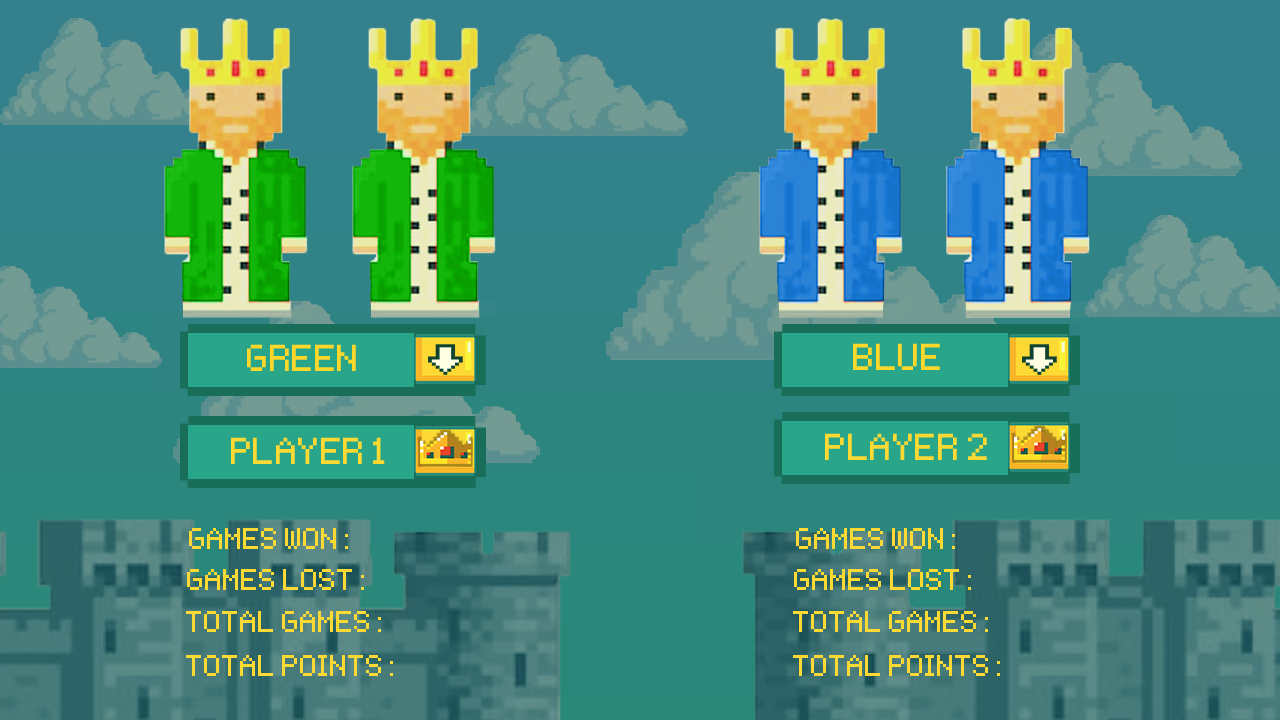 GREEN
PLAYER 1
GAMES WON :
GAMES LOST :
TOTAL GAMES :
TOTAL POINTS :
BLUE
PLAYER 2
GAMES WON :
GAMES LOST :
TOTAL GAMES :
TOTAL POINTS :